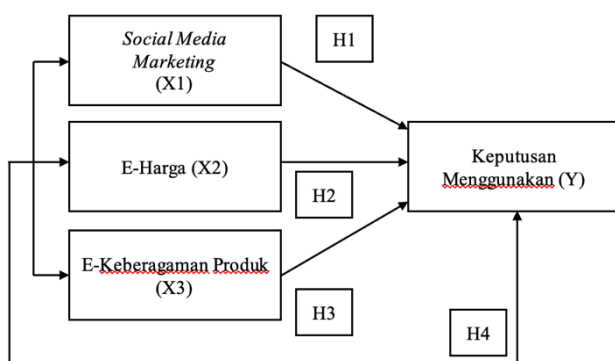 Social Media
Marketing
(X1)
H1
E-Harga (X2)
H2
Keputusan
Menggunakan (Y)
E-Keberagaman Produk
(X3)
H3
H4